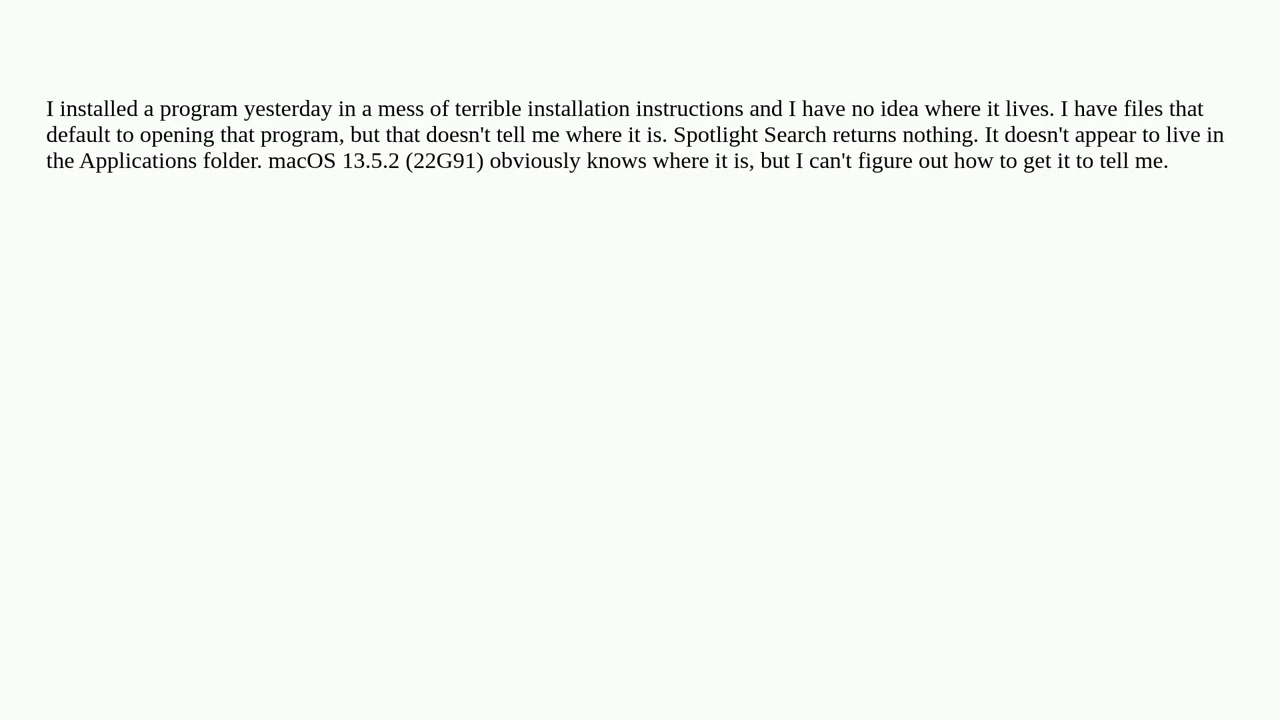 I installed a program yesterday in a mess of terrible installation instructions and I have no idea where it lives. I have files that
default to opening that program, but that doesn't tell me where it is. Spotlight Search returns nothing. It doesn't appear to live in
the Applications folder. macOS 13.5.2 (22G91) obviously knows where it is, but I can't figure out how to get it to tell me.